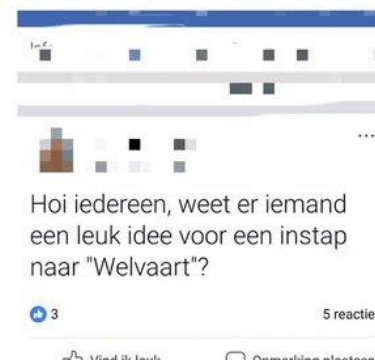 Hoi iedereen, weet er iemand
een leuk idee voor een instap
naar "Welvaart"?
3
5 reactie
Vind ik leuk
Opmerking plaatsen